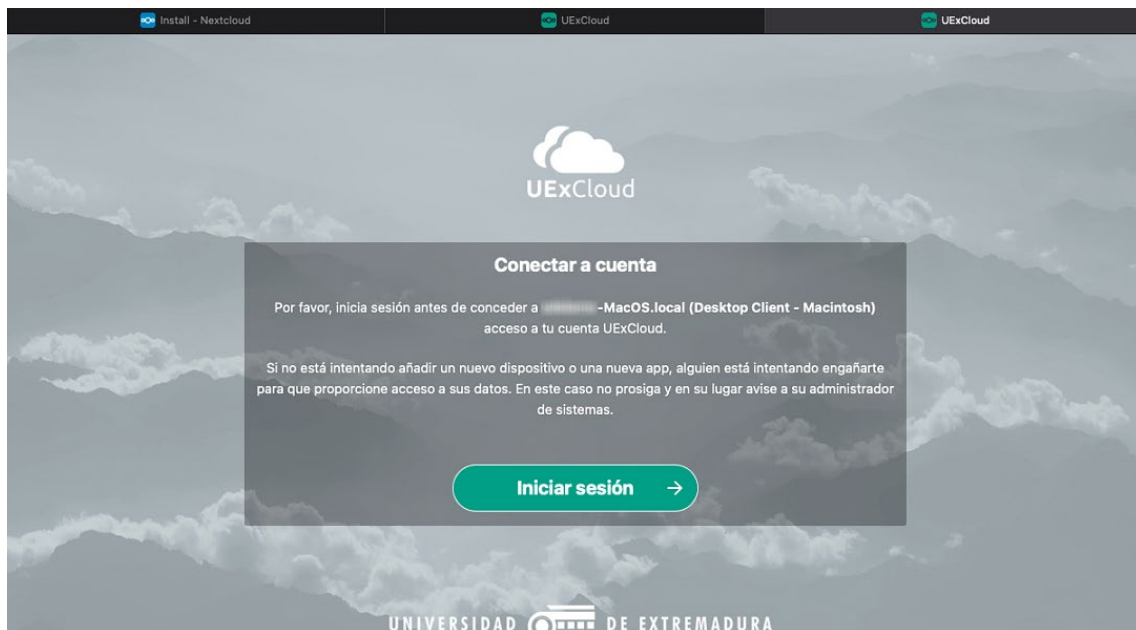 Install - Nextcloud
UExCloud
UExCloud
UExCloud
Conectar a cuenta
Por favor, inicia sesión antes de conceder a -MacOS.local (Desktop Client - Macintosh)
acceso a tu cuenta UExCloud.
Si no está intentando añadir un nuevo dispositivo o una nueva app, alguien está intentando engañarte
para que proporcione acceso a sus datos. En este caso no prosiga y en su lugar avise a su administrador
de sistemas.
Iniciar sesión
UNIVERSIDAD DE EXTREMADURA